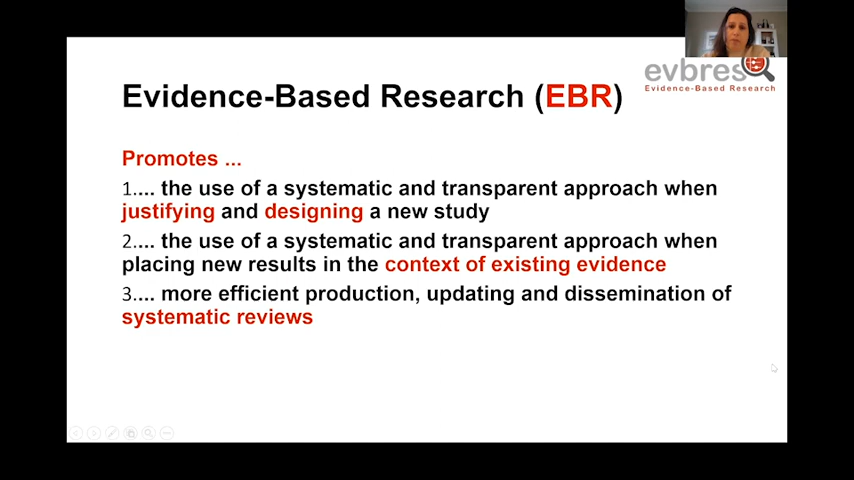 evbres
Evidence-Based Research
Evidence-Based Research (EBR)
Promotes ...
1.... the use of a systematic and transparent approach when
justifying and designing a new study
2.... the use of a systematic and transparent approach when
placing new results in the context of existing evidence
3.... more efficient production, updating and dissemination of
systematic reviews